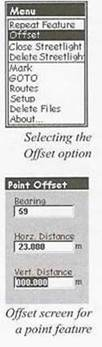 Menu
Repeat Feature
Offset
Close Streetlight
Delete Streetligh
Mark
GOTO
Routes
Setup
Delete Files
About...
Selecting the
Offset option
Point Offset
Bearing
59
Horz. Distance
23.000 m
Vert. Distance
000.000 m
Offset screen for
a point feature